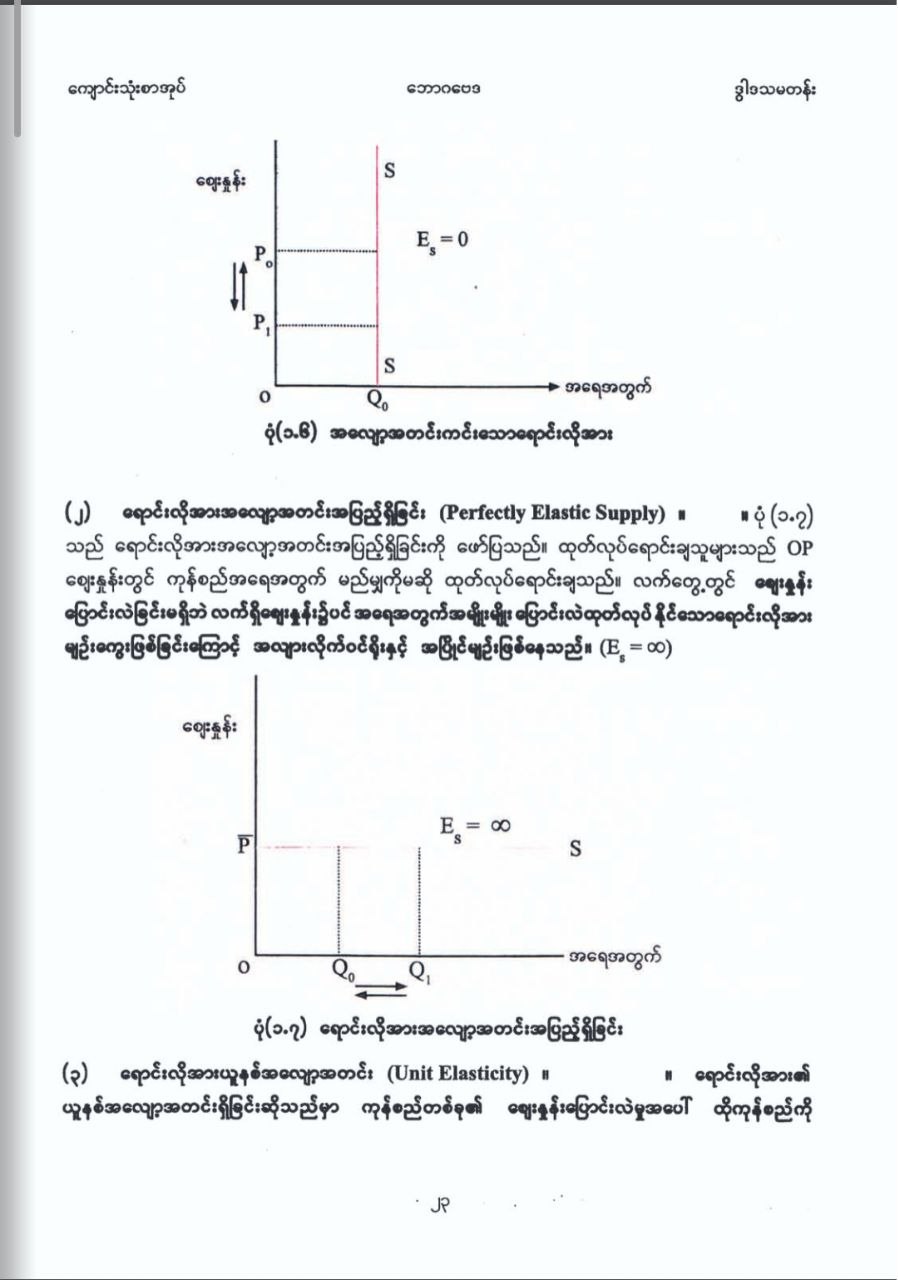 ကျောင်းသုံးစာအုပ် ဘောဂဗေဒ ဒွါဒသမတန်း
ဈေးနှုန်း
S
Es = 0
P0
P1
S
O
Q0
အရေအတွက်
ပုံ(၁.၆) အလျော့အတင်းကင်းသောရောင်းလိုအား
(၂) ရောင်းလိုအားအလျော့အတင်းအပြည့်ရှိခြင်း (Perfectly Elastic Supply) ။ ။ ပုံ (၁.၇)
သည် ရောင်းလိုအားအလျော့အတင်းအပြည့်ရှိခြင်းကို ဖော်ပြသည်။ ထုတ်လုပ်ရောင်းချသူများသည် OP
ဈေးနှုန်းတွင် ကုန်စည်အရေအတွက် မည်မျှကိုမဆို ထုတ်လုပ်ရောင်းချသည်။ လက်တွေ့တွင် ဈေးနှုန်း
ပြောင်းလဲခြင်းမရှိဘဲ လက်ရှိဈေးနှုန်း၌ပင် အရေအတွက်အမျိုးမျိုး ပြောင်းလဲထုတ်လုပ် နိုင်သောရောင်းလိုအား
မျဉ်းကွေးဖြစ်ခြင်းကြောင့် အလျားလိုက်ဝင်ရိုးနှင့် အပြိုင်မျဉ်းဖြစ်နေသည်။ (Es = ∞)
ဈေးနှုန်း
Es = ∞
P̅
S
O
Q0
Q1
အရေအတွက်
ပုံ(၁.၇) ရောင်းလိုအားအလျော့အတင်းအပြည့်ရှိခြင်း
(၃) ရောင်းလိုအားယူနစ်အလျော့အတင်း (Unit Elasticity) ။ ။ ရောင်းလိုအား၏
ယူနစ်အလျော့အတင်းရှိခြင်းဆိုသည်မှာ ကုန်စည်တစ်ခု၏ ဈေးနှုန်းပြောင်းလဲမှုအပေါ် ထိုကုန်စည်ကို
၂၃